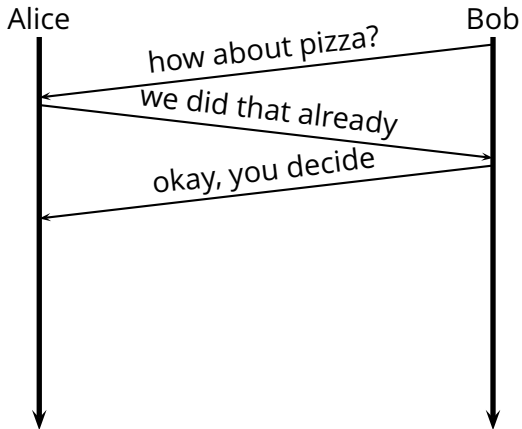 Alice
Bob
how about pizza?
we did that already
okay, you decide